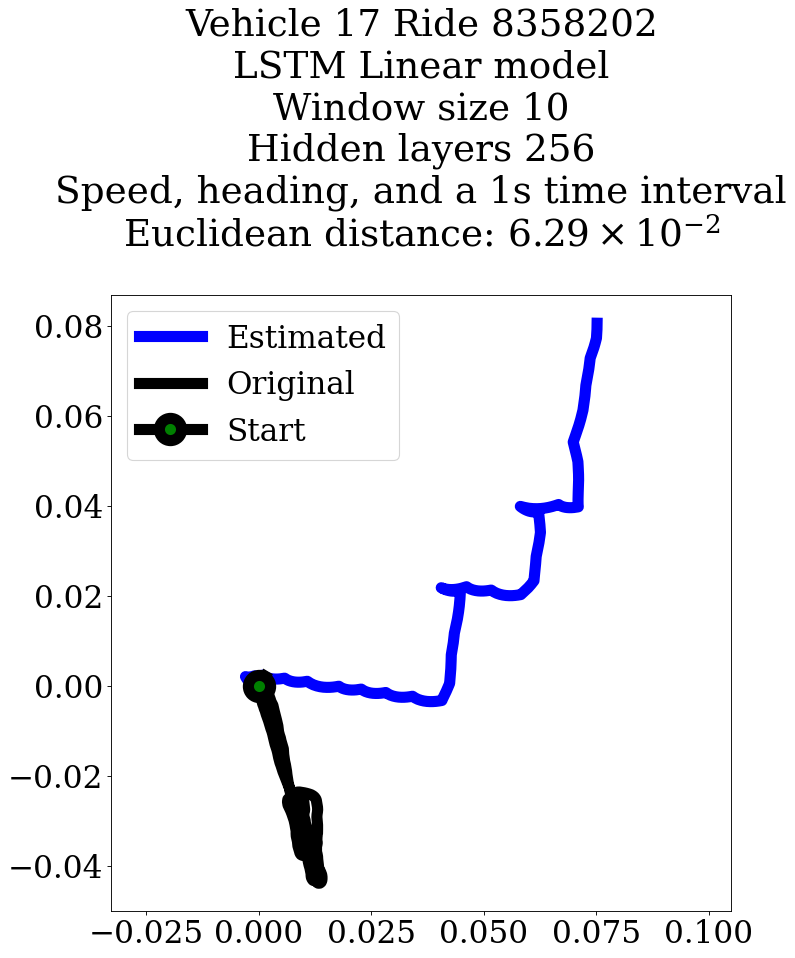 Vehicle 17 Ride 8358202
LSTM Linear model
Window size 10
Hidden layers 256
Speed, heading, and a 1s time interval
Euclidean distance: 6.29 × 10⁻²
Estimated
Original
Start
0.08
0.06
0.04
0.02
0.00
−0.02
−0.04
−0.025 0.000 0.025 0.050 0.075 0.100